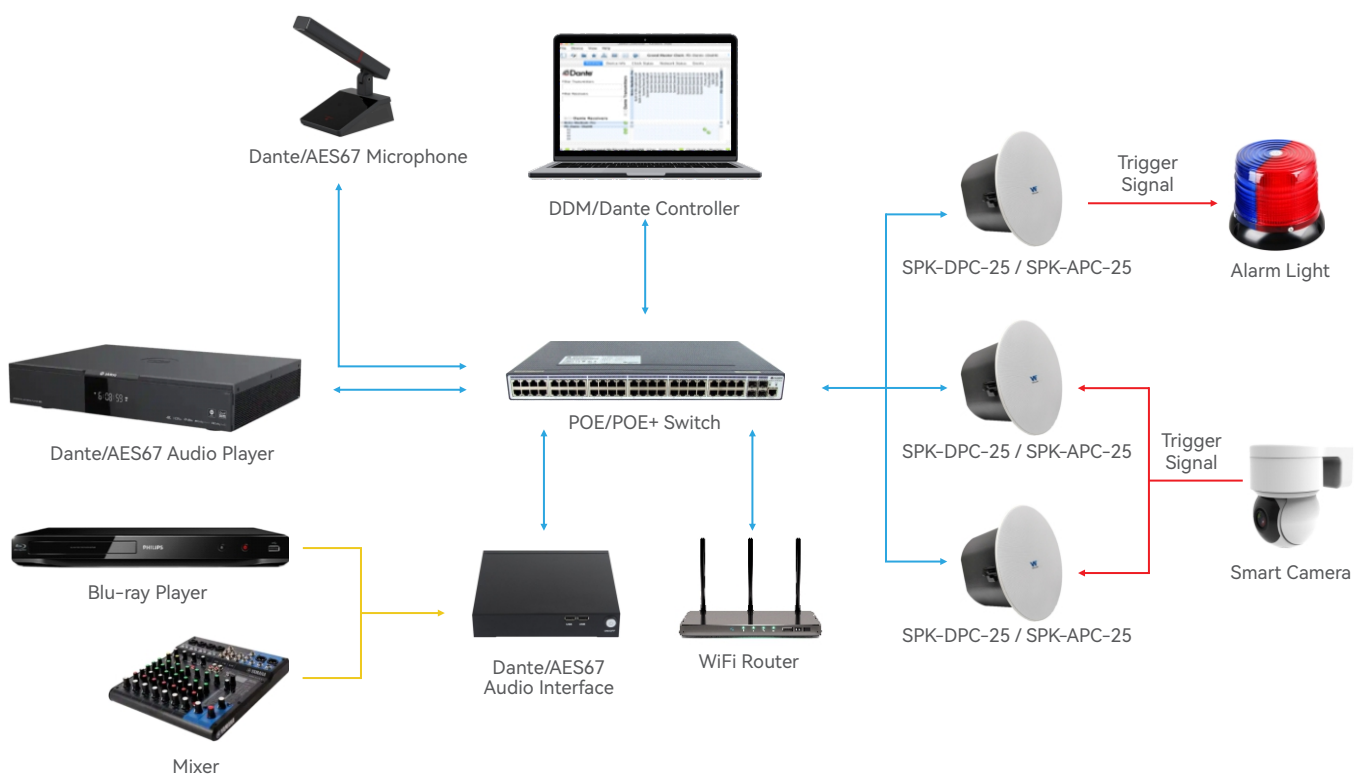 Dante/AES67 Microphone
Dante
DDM/Dante Controller
Trigger
Signal
SPK-DPC-25 / SPK-APC-25
Alarm Light
Dante/AES67 Audio Player
POE/POE+ Switch
SPK-DPC-25 / SPK-APC-25
Trigger
Signal
Smart Camera
PHILIPS
Blu-ray Player
SPK-DPC-25 / SPK-APC-25
Dante/AES67
Audio Interface
WiFi Router
Mixer